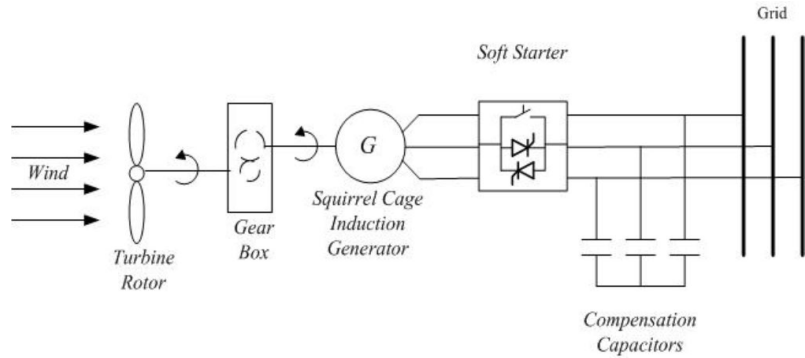 Grid
Soft Starter
Wind
G
Squirrel Cage
Induction
Generator
Gear
Box
Turbine
Rotor
Compensation
Capacitors